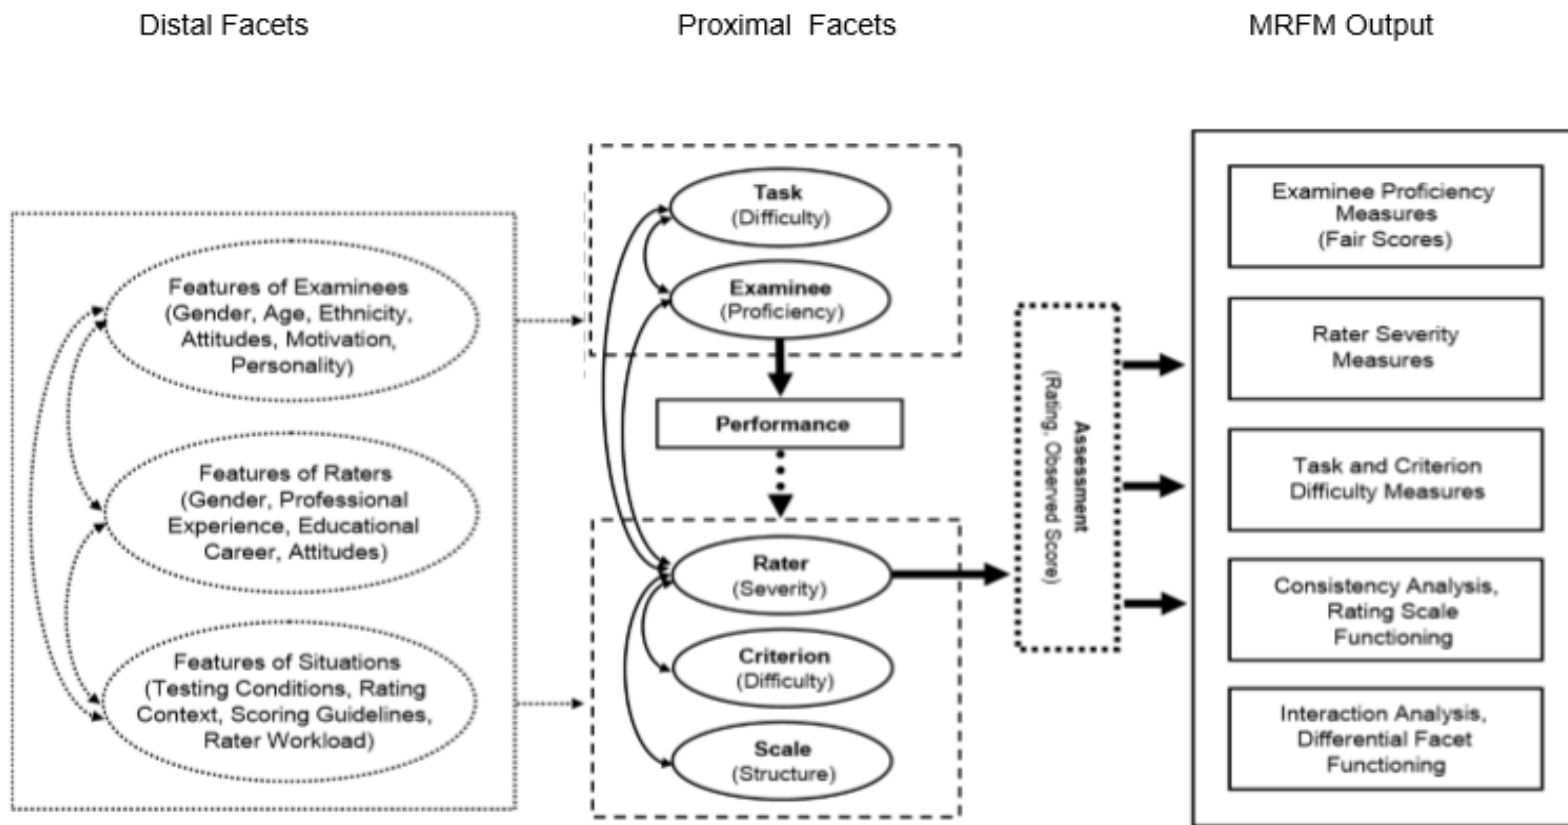 Distal Facets
Proximal Facets
MRFM Output
Features of Examinees
(Gender, Age, Ethnicity,
Attitudes, Motivation,
Personality)
Features of Raters
(Gender, Professional
Experience, Educational
Career, Attitudes)
Features of Situations
(Testing Conditions, Rating
Context, Scoring Guidelines,
Rater Workload)
Task
(Difficulty)
Examinee
(Proficiency)
Performance
Rater
(Severity)
Criterion
(Difficulty)
Scale
(Structure)
Assessment
(Rating, Observed Score)
Examinee Proficiency
Measures
(Fair Scores)
Rater Severity
Measures
Task and Criterion
Difficulty Measures
Consistency Analysis,
Rating Scale
Functioning
Interaction Analysis,
Differential Facet
Functioning